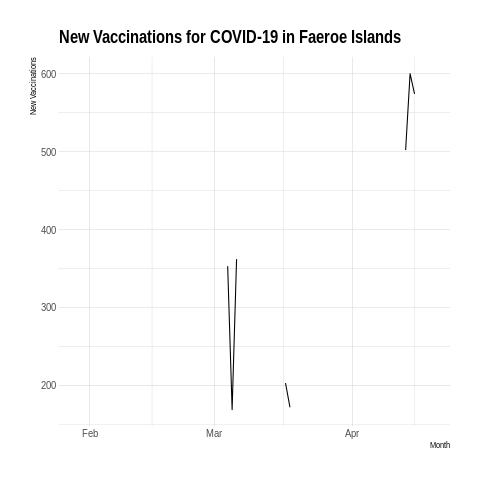 New Vaccinations for COVID-19 in Faeroe Islands
New Vaccinations
600
500
400
300
200
Feb Mar Apr
Month